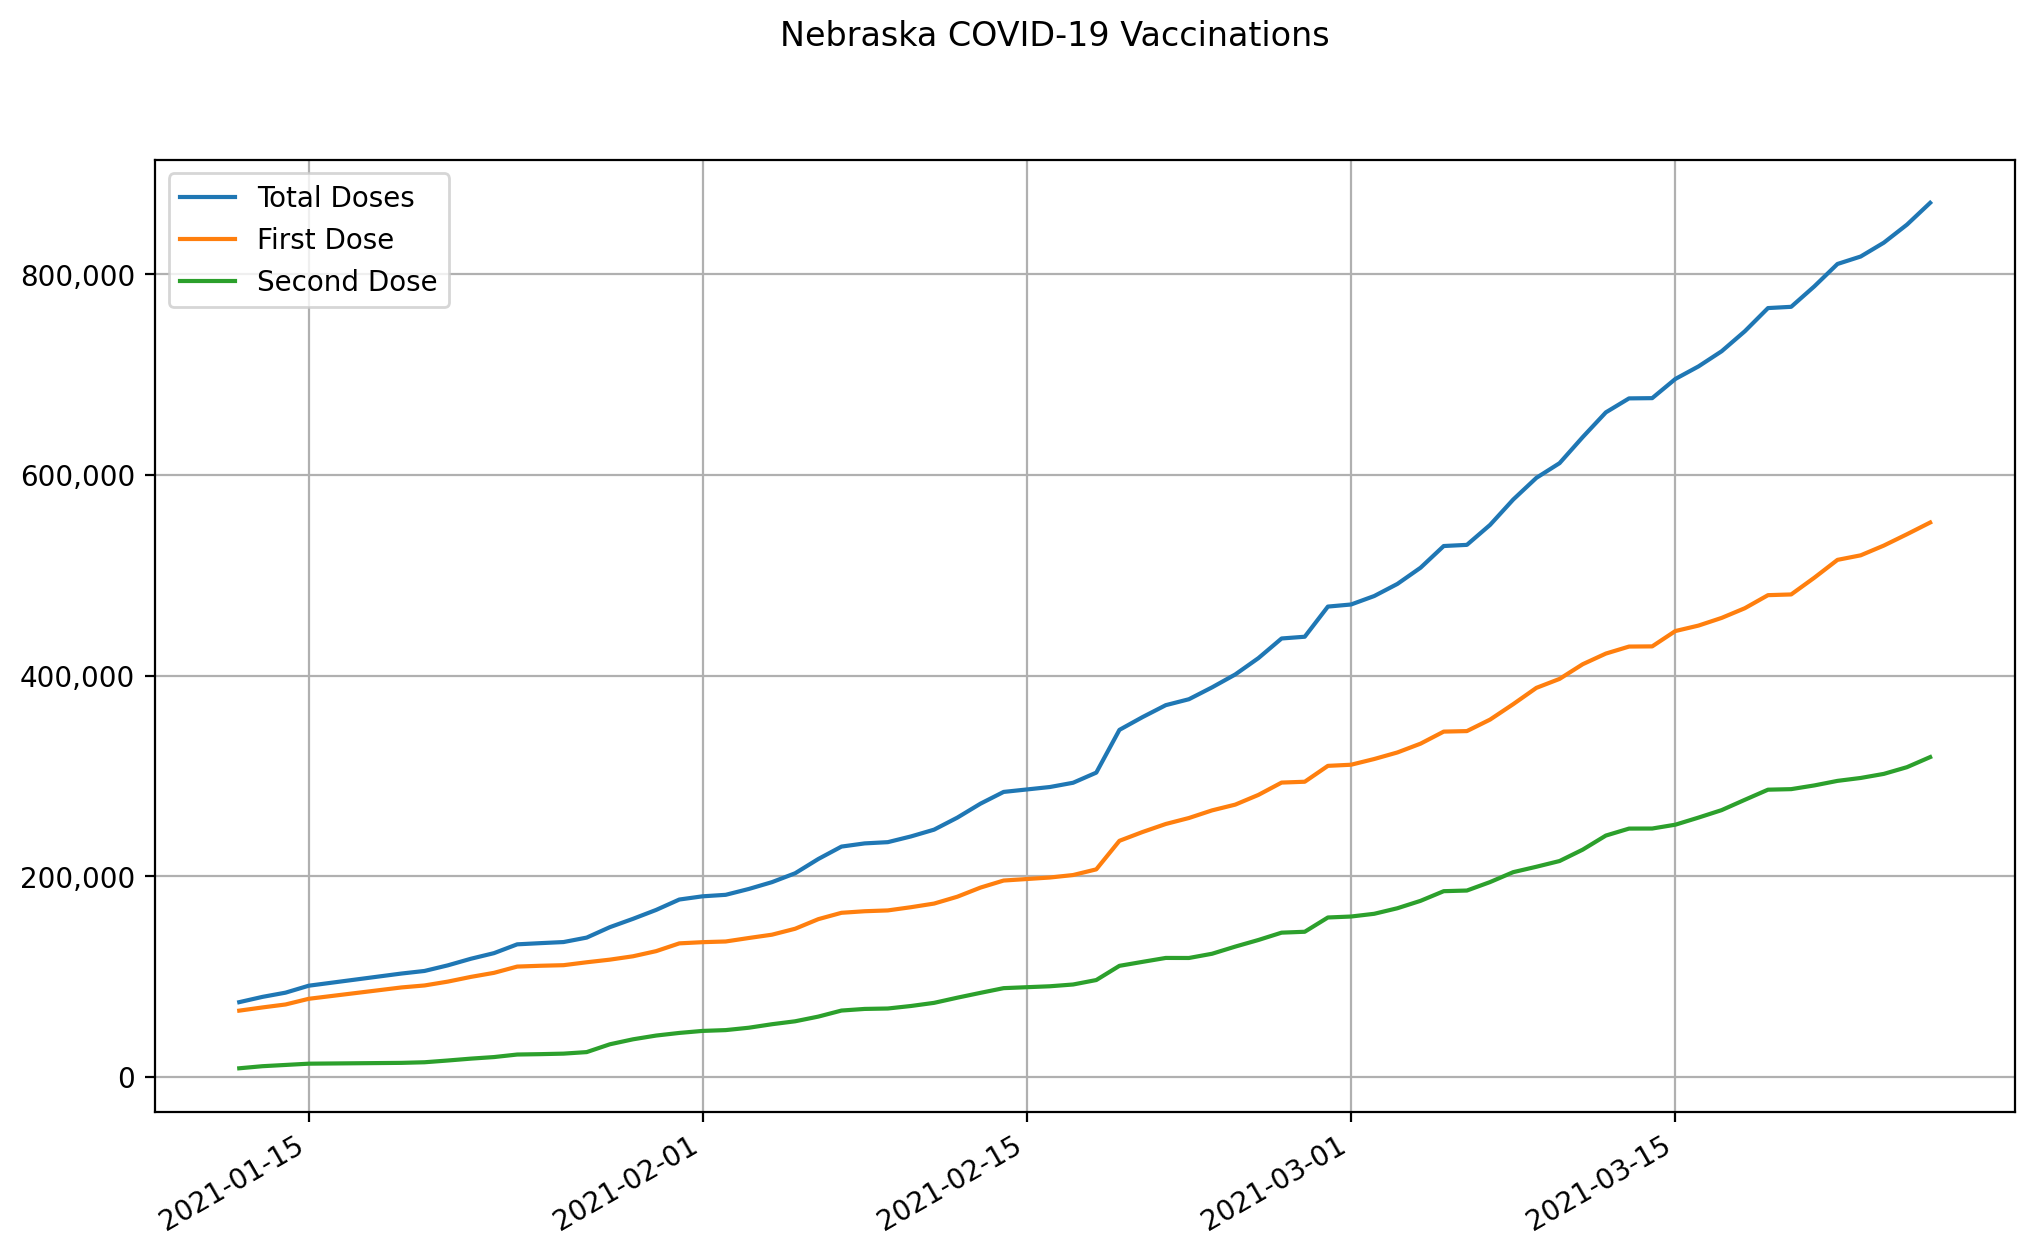 Nebraska COVID-19 Vaccinations
Total Doses
First Dose
Second Dose
800,000
600,000
400,000
200,000
0
2021-01-15
2021-02-01
2021-02-15
2021-03-01
2021-03-15